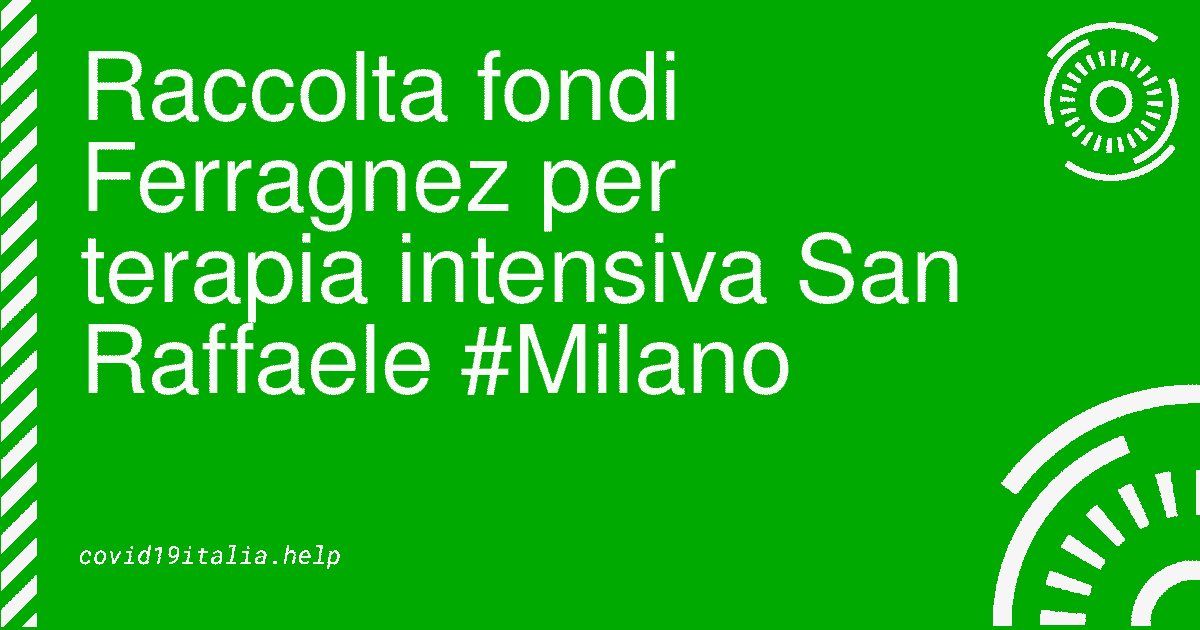 Raccolta fondi
Ferragnez per
terapia intensiva San
Raffaele #Milano
covid19italia.help